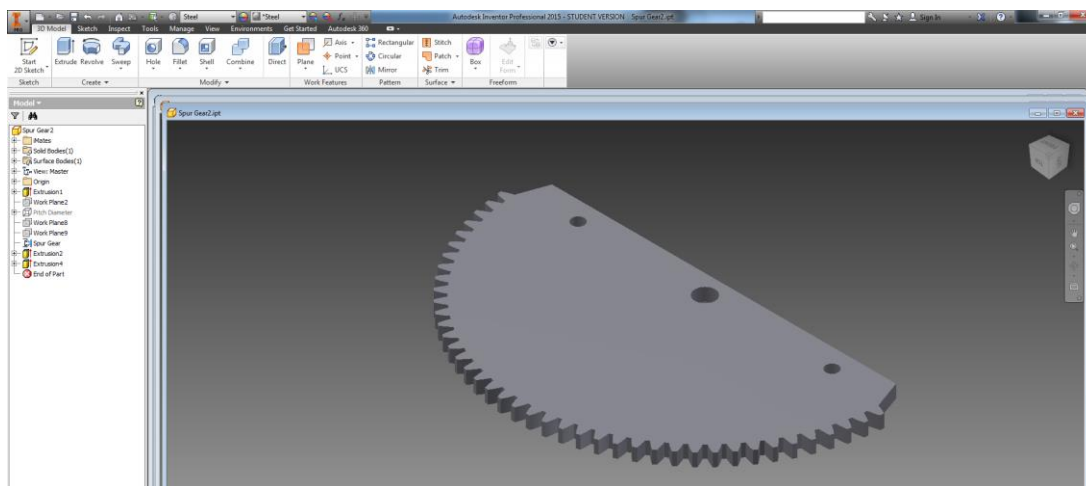 Steel
*Steel
Autodesk Inventor Professional 2015 - STUDENT VERSION Spur Gear2.ipt
Sign In
3D Model Sketch Inspect Tools Manage View Environments Get Started Autodesk 360
Start
2D Sketch
Extrude Revolve Sweep
Hole Fillet Shell Combine Direct
Plane
Axis
Point
UCS
Rectangular
Circular
Mirror
Stitch
Patch
Trim
Box
Edit
Form
Sketch Create Modify Work Features Pattern Surface Freeform
Model
Spur Gear2
iMates
Solid Bodies(1)
Surface Bodies(1)
View: Master
Origin
Extrusion1
Work Plane2
Pitch Diameter
Work Plane8
Work Plane9
Spur Gear
Extrusion2
Extrusion4
End of Part
Spur Gear2.ipt